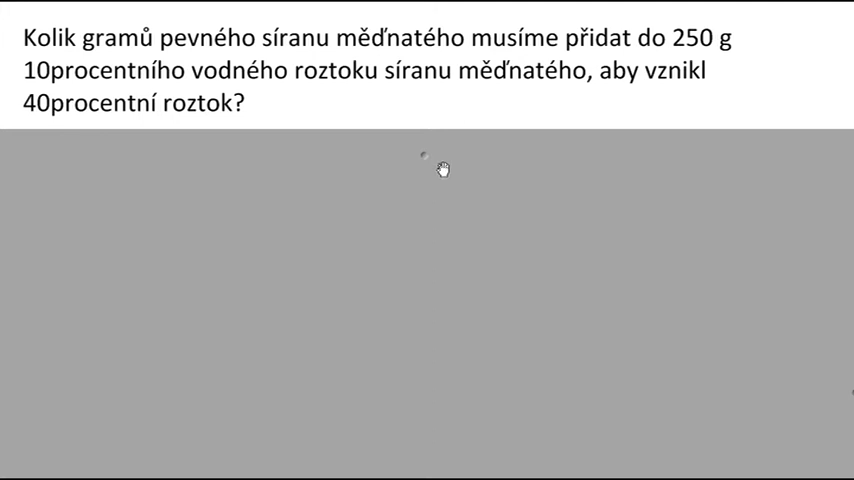 Kolik gramů pevného síranu měďnatého musíme přidat do 250 g
10procentního vodného roztoku síranu měďnatého, aby vznikl
40procentní roztok?